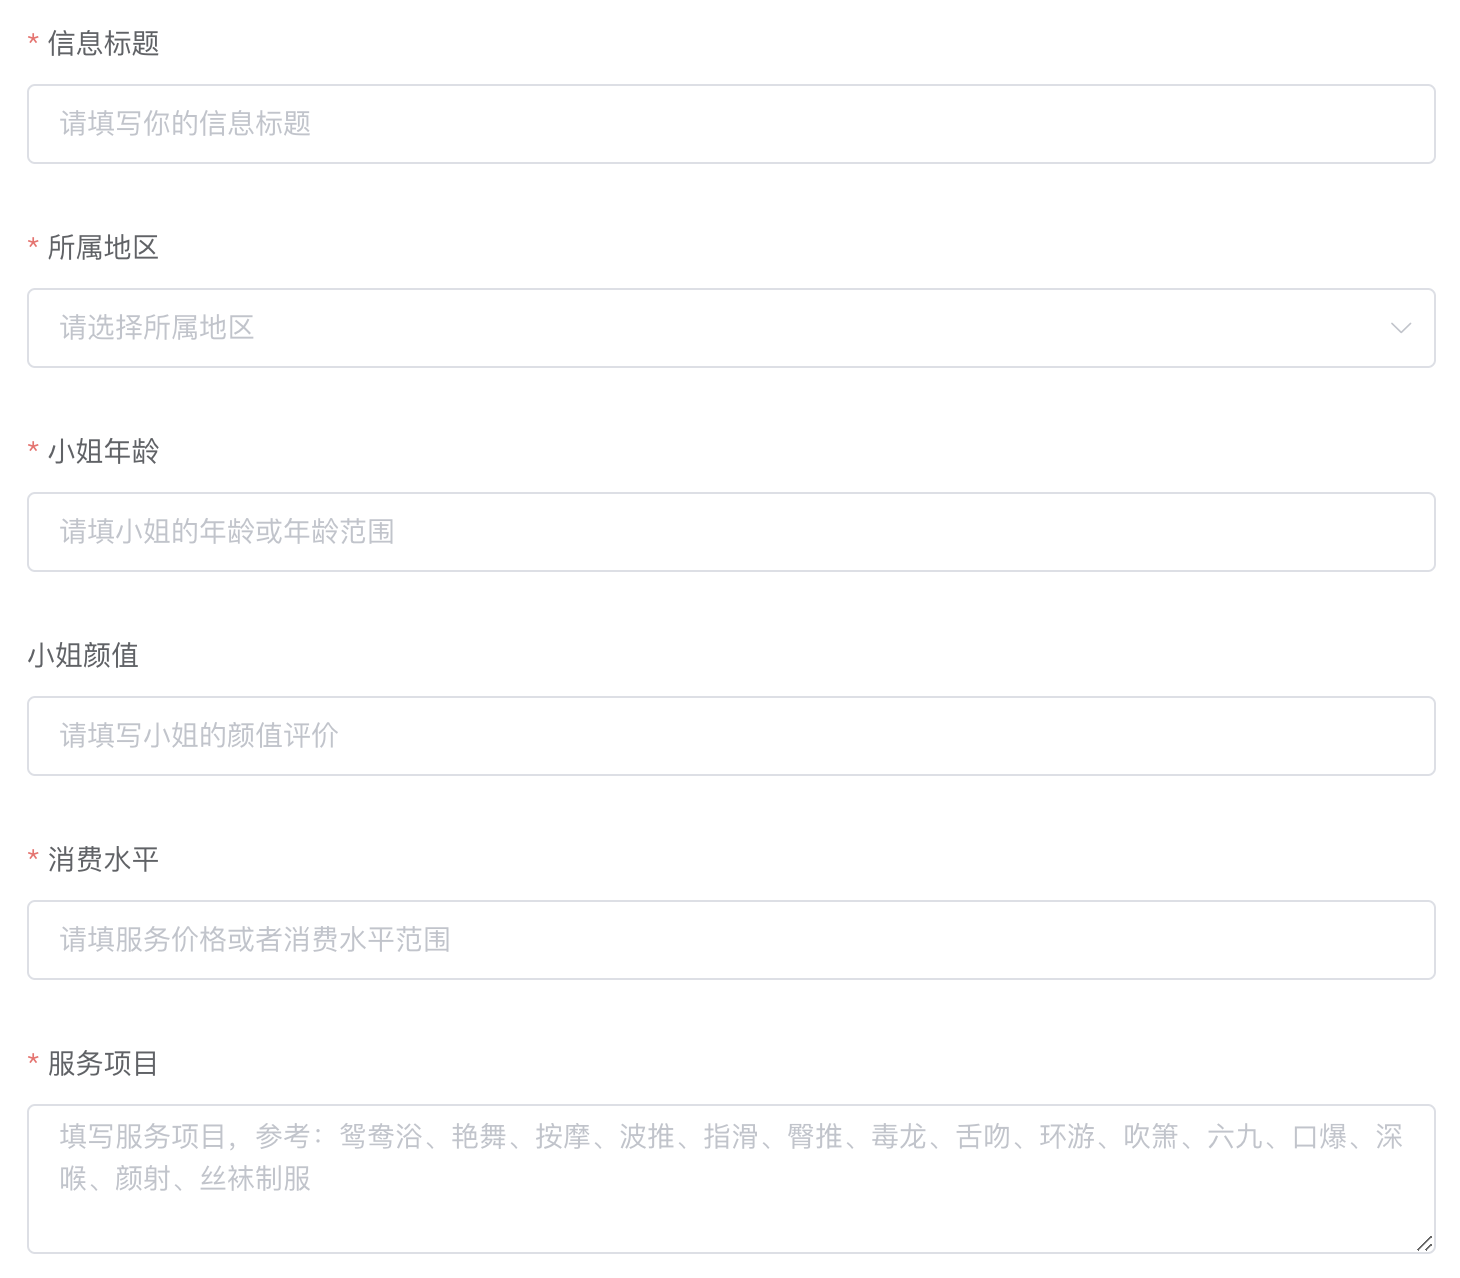 * 信息标题
请填写你的信息标题
* 所属地区
请选择所属地区
* 小姐年龄
请填小姐的年龄或年龄范围
小姐颜值
请填写小姐的颜值评价
* 消费水平
请填服务价格或者消费水平范围
* 服务项目
填写服务项目，参考：鸳鸯浴、艳舞、按摩、波推、指滑、臀推、毒龙、舌吻、环游、吹箫、六九、口爆、深
喉、颜射、丝袜制服